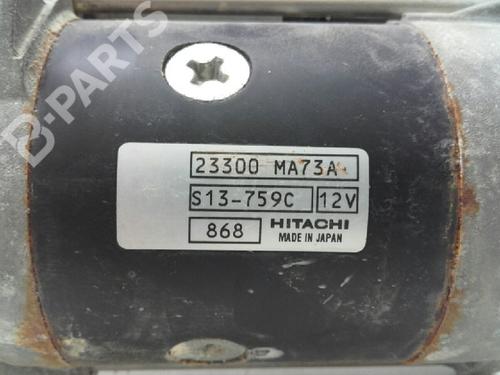 B-PARTS
23300 MA73A
S13-759C 12V
868 HITACHI
MADE IN JAPAN